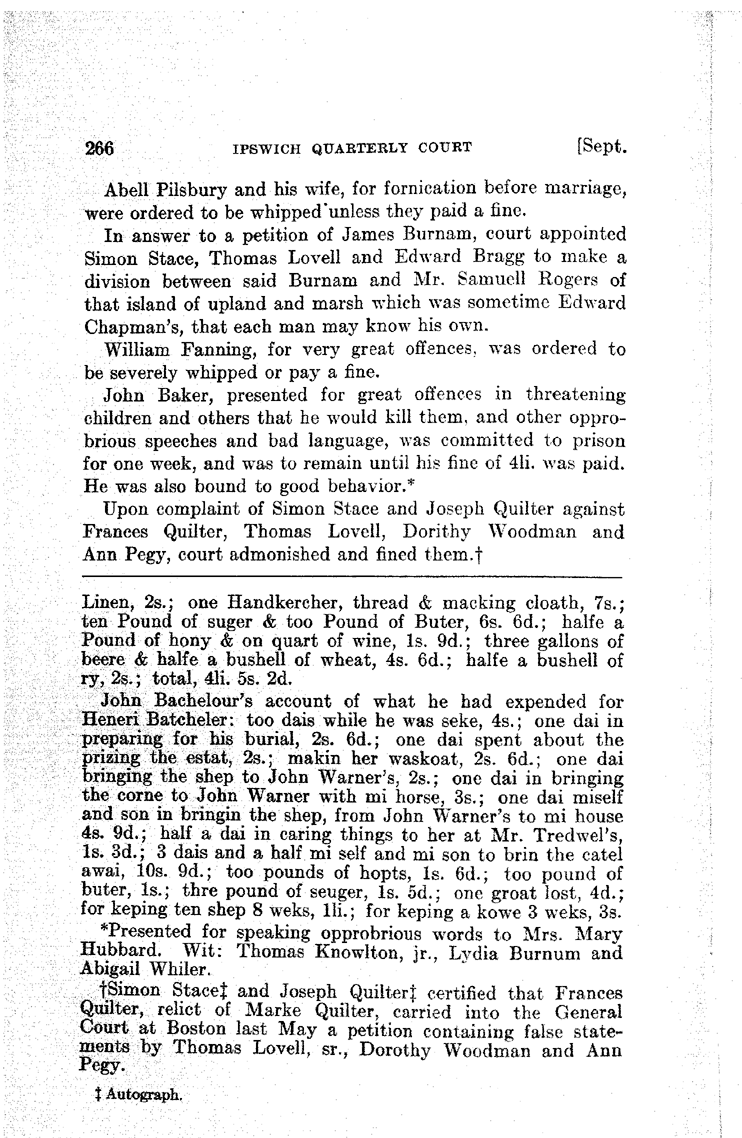 266 IPSWICH QUARTERLY COURT [Sept.
Abell Pilsbury and his wife, for fornication before marriage,
were ordered to be whipped unless they paid a fine.
In answer to a petition of James Burnam, court appointed
Simon Stace, Thomas Lovell and Edward Bragg to make a
division between said Burnam and Mr. Samuell Rogers of
that island of upland and marsh which was sometime Edward
Chapman's, that each man may know his own.
William Fanning, for very great offences, was ordered to
be severely whipped or pay a fine.
John Baker, presented for great offences in threatening
children and others that he would kill them, and other oppro-
brious speeches and bad language, was committed to prison
for one week, and was to remain until his fine of 4li. was paid.
He was also bound to good behavior.*
Upon complaint of Simon Stace and Joseph Quilter against
Frances Quilter, Thomas Lovell, Dorithy Woodman and
Ann Pegy, court admonished and fined them.†
Linen, 2s.; one Handkercher, thread & macking cloath, 7s.;
ten Pound of suger & too Pound of Buter, 6s. 6d.; halfe a
Pound of hony & on quart of wine, 1s. 9d.; three gallons of
beere & halfe a bushell of wheat, 4s. 6d.; halfe a bushell of
ry, 2s.; total, 4li. 5s. 2d.
John Bachelour's account of what he had expended for
Heneri Batcheler: too dais while he was seke, 4s.; one dai in
preparing for his burial, 2s. 6d.; one dai spent about the
prizing the estat, 2s.; makin her waskoat, 2s. 6d.; one dai
bringing the shep to John Warner's, 2s.; one dai in bringing
the corne to John Warner with mi horse, 3s.; one dai miself
and son in bringin the shep, from John Warner's to mi house
4s. 9d.; half a dai in caring things to her at Mr. Tredwel's,
1s. 3d.; 3 dais and a half mi self and mi son to brin the catel
awai, 10s. 9d.; too pounds of hopts, 1s. 6d.; too pound of
buter, 1s.; thre pound of seuger, 1s. 5d.; one groat lost, 4d.;
for keping ten shep 8 weks, 1li.; for keping a kowe 3 weks, 3s.
*Presented for speaking opprobrious words to Mrs. Mary
Hubbard. Wit: Thomas Knowlton, jr., Lydia Burnum and
Abigail Whiler.
†Simon Stace‡ and Joseph Quilter‡ certified that Frances
Quilter, relict of Marke Quilter, carried into the General
Court at Boston last May a petition containing false state-
ments by Thomas Lovell, sr., Dorothy Woodman and Ann
Pegy.
‡ Autograph.